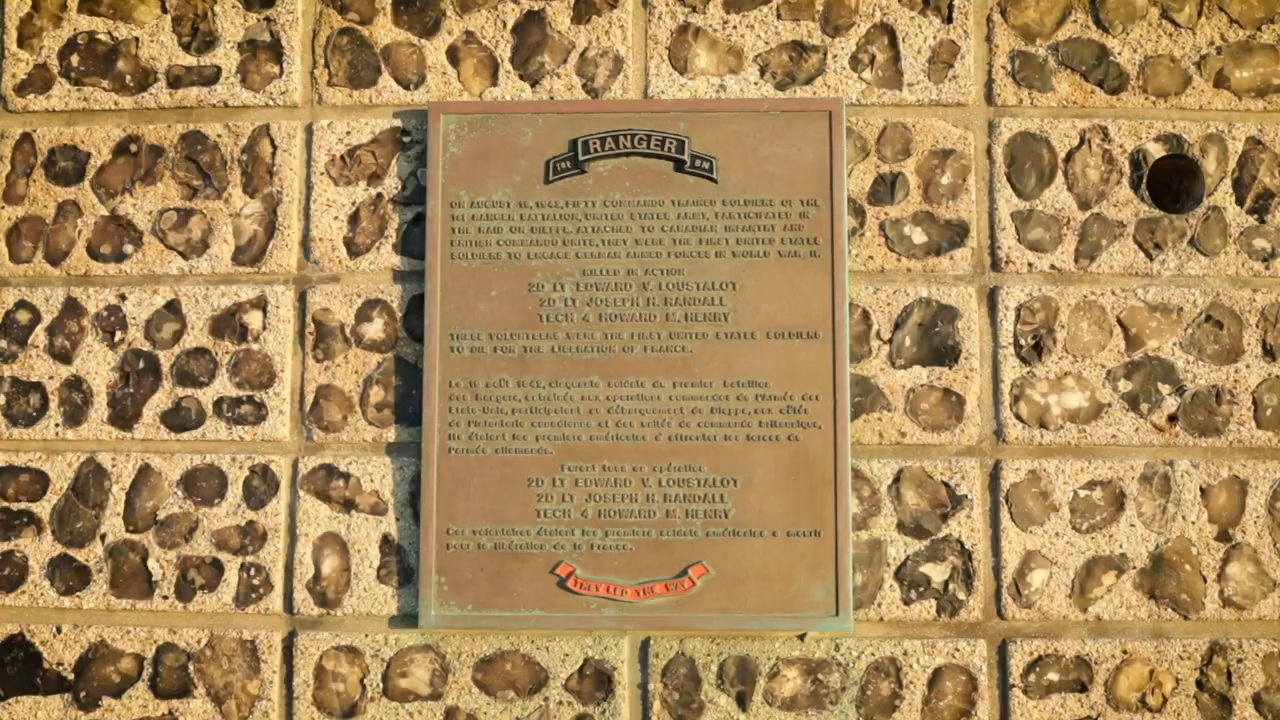 1st RANGER BN
ON AUGUST 19, 1942, FIFTY COMMANDO TRAINED SOLDIERS OF THE
1st RANGER BATTALION, UNITED STATES ARMY, PARTICIPATED IN
THE RAID ON DIEPPE. ATTACHED TO CANADIAN INFANTRY AND
BRITISH COMMANDO UNITS, THEY WERE THE FIRST UNITED STATES
SOLDIERS TO ENGAGE GERMAN ARMED FORCES IN WORLD WAR II.
KILLED IN ACTION
2D LT EDWARD V. LOUSTALOT
2D LT JOSEPH H. RANDALL
TECH 4 HOWARD M. HENRY
THESE VOLUNTEERS WERE THE FIRST UNITED STATES SOLDIERS
TO DIE FOR THE LIBERATION OF FRANCE.
Le 19 aoÛt 1942, cinquante soldats du premier bataillon
des Rangers, entraînés aux operations commandos de l'Armée des
Etats-Unis, participaient au débarquement de Dieppe, aux côtés
de l'Infanterie canadienne et des unités de commando britannique,
ils étaient les premiers américains à affronter les forces de
l'armée allemande.
Furent tues en opération
2D LT EDWARD V. LOUSTALOT
2D LT JOSEPH H. RANDALL
TECH 4 HOWARD M. HENRY
Ces volontaires étaient les premiers soldats américains a mourir
pour la libération de la France.
THEY LED THE WAY